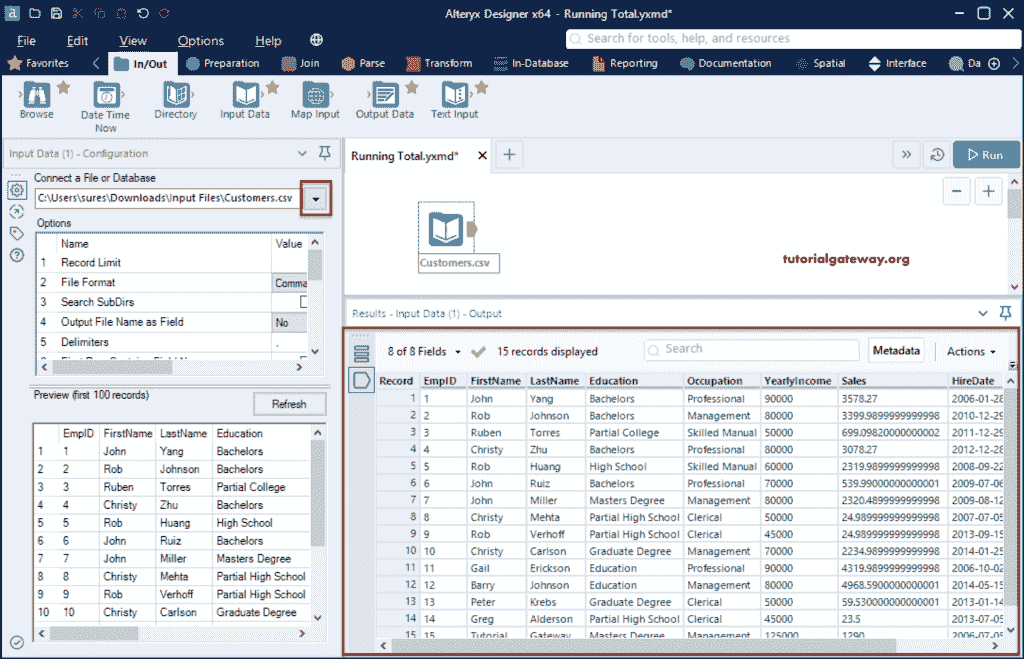 Alteryx Designer x64 - Running Total.yxmd*
File Edit View Options Help
Search for tools, help, and resources
Favorites In/Out Preparation Join Parse Transform In-Database Reporting Documentation Spatial Interface Da
Browse Date Time Now Directory Input Data Map Input Output Data Text Input
Input Data (1) - Configuration
Connect a File or Database
C:\Users\sures\Downloads\Input Files\Customers.csv
Options
Name Value
1 Record Limit
2 File Format Comma
3 Search SubDirs
4 Output File Name as Field No
5 Delimiters ,
Preview (first 100 records)
Refresh
EmpID FirstName LastName Education
1 1 John Yang Bachelors
2 2 Rob Johnson Bachelors
3 3 Ruben Torres Partial College
4 4 Christy Zhu Bachelors
5 5 Rob Huang High School
6 6 John Ruiz Bachelors
7 7 John Miller Masters Degree
8 8 Christy Mehta Partial High School
9 9 Rob Verhoff Partial High School
10 10 Christy Carlson Graduate Degree
Running Total.yxmd*
Run
Customers.csv
tutorialgateway.org
Results - Input Data (1) - Output
8 of 8 Fields 15 records displayed Search Metadata Actions
Record EmpID FirstName LastName Education Occupation YearlyIncome Sales HireDate
1 1 John Yang Bachelors Professional 90000 3578.27 2006-01-28
2 2 Rob Johnson Bachelors Management 80000 3399.9899999999998 2010-12-29
3 3 Ruben Torres Partial College Skilled Manual 50000 699.09820000000002 2011-12-29
4 4 Christy Zhu Bachelors Professional 80000 3078.27 2012-12-28
5 5 Rob Huang High School Skilled Manual 60000 2319.9899999999998 2008-09-22
6 6 John Ruiz Bachelors Professional 70000 539.99000000000001 2009-07-06
7 7 John Miller Masters Degree Management 80000 2320.4899999999998 2009-08-12
8 8 Christy Mehta Partial High School Clerical 50000 24.989999999999998 2007-07-05
9 9 Rob Verhoff Partial High School Clerical 45000 24.989999999999998 2013-09-15
10 10 Christy Carlson Graduate Degree Management 70000 2234.9899999999998 2014-01-25
11 11 Gail Erickson Education Professional 90000 4319.9899999999998 2006-10-02
12 12 Barry Johnson Education Management 80000 4968.5900000000001 2014-05-15
13 13 Peter Krebs Graduate Degree Clerical 50000 59.530000000000001 2013-01-14
14 14 Greg Alderson Partial High School Clerical 45000 23.5 2013-07-05
15 15 Tutorial Gateway Masters Degree Management 125000 1290 2006-07-05